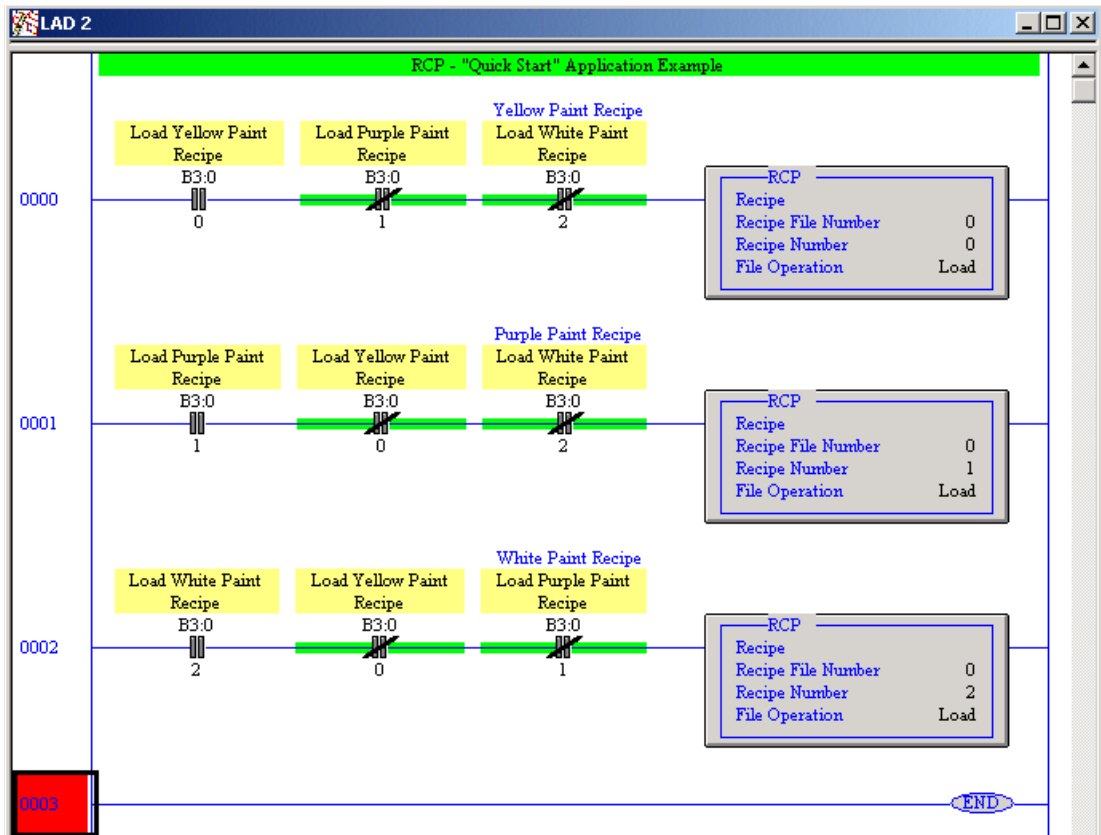 LAD 2
RCP - "Quick Start" Application Example
Yellow Paint Recipe
Load Yellow Paint Recipe
Load Purple Paint Recipe
Load White Paint Recipe
0000
B3:0
0
B3:0
1
B3:0
2
RCP
Recipe
Recipe File Number 0
Recipe Number 0
File Operation Load
Purple Paint Recipe
Load Purple Paint Recipe
Load Yellow Paint Recipe
Load White Paint Recipe
0001
B3:0
1
B3:0
0
B3:0
2
RCP
Recipe
Recipe File Number 0
Recipe Number 1
File Operation Load
White Paint Recipe
Load White Paint Recipe
Load Yellow Paint Recipe
Load Purple Paint Recipe
0002
B3:0
2
B3:0
0
B3:0
1
RCP
Recipe
Recipe File Number 0
Recipe Number 2
File Operation Load
0003
END